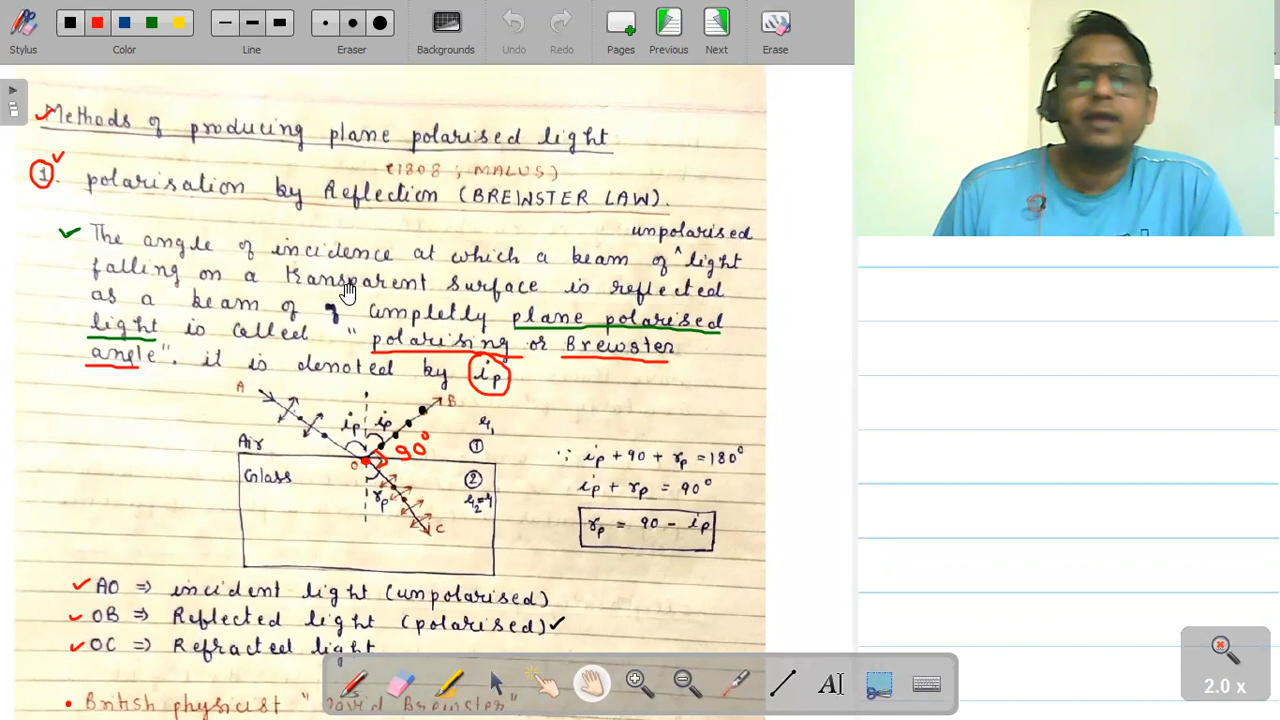 Stylus
Color
Line
Eraser
Backgrounds
Undo
Redo
Pages
Previous
Next
Erase
Methods of producing plane polarised light
(1808 ; MALUS)
1. polarisation by Reflection (BREWSTER LAW).
unpolarised
The angle of incidence at which a beam of ^ light
falling on a transparent surface is reflected
as a beam of completly plane polarised
light is called "polarising or Brewster
angle". it is denoted by ip
A
ip
ip
B
90°
Air
O
1
Glass
2
rp
C
∵ ip + 90 + rp = 180°
ip + rp = 90°
rp = 90 - ip
AO ⇒ incident light (unpolarised)
OB ⇒ Reflected light (polarised)
OC ⇒ Refracted light
• British physicist "David Brewster"
2.0 x